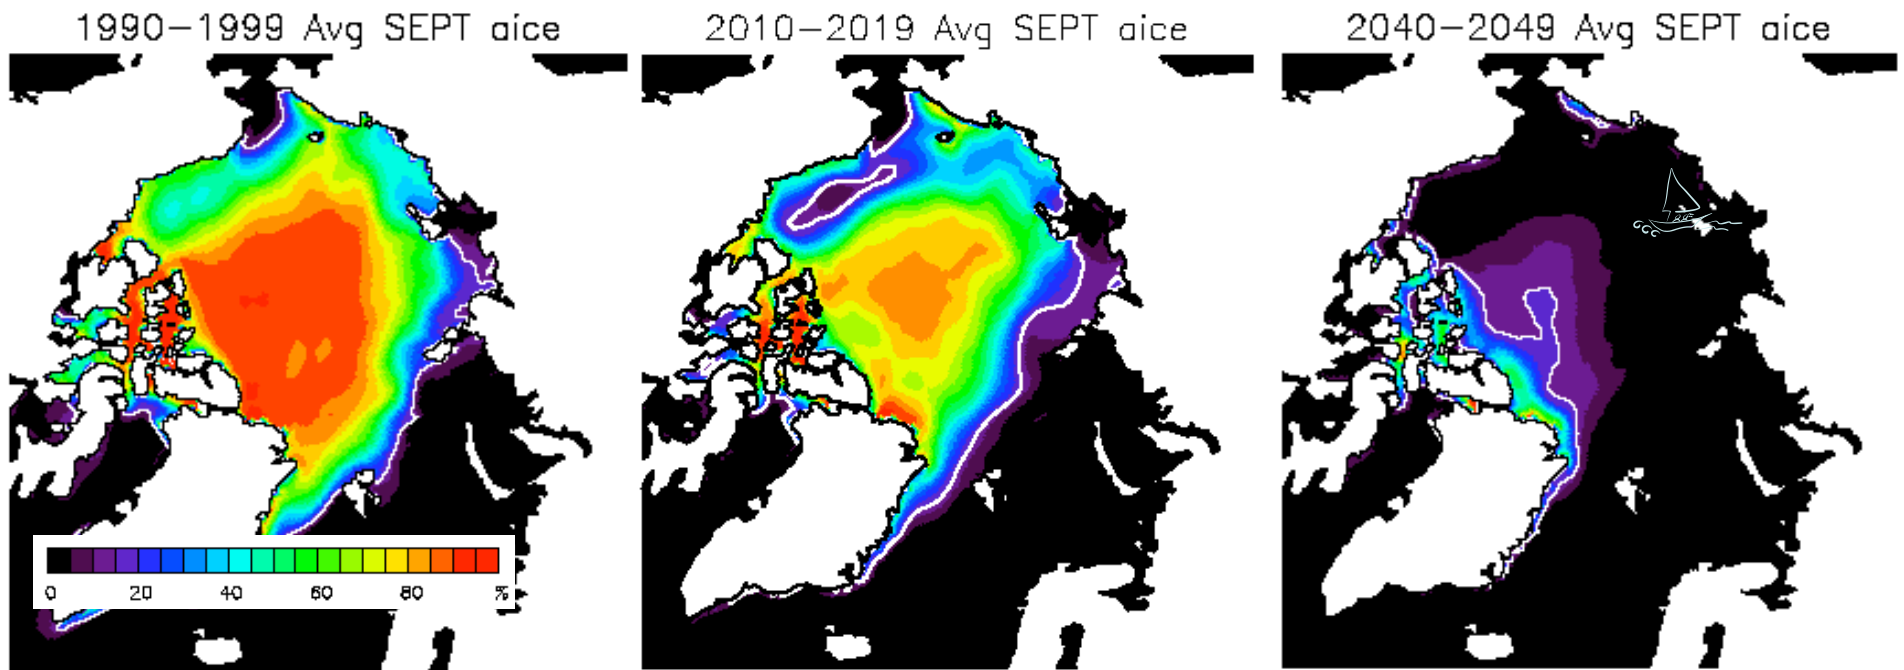 1990-1999 Avg SEPT aice
2010-2019 Avg SEPT aice
2040-2049 Avg SEPT aice
0 20 40 60 80 %